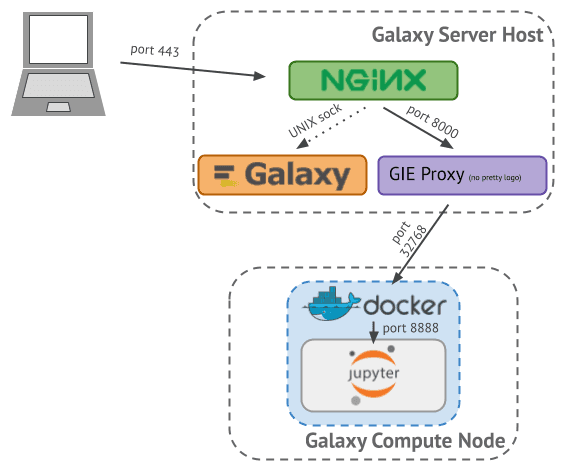 Galaxy Server Host
port 443
NGINX
UNIX sock
port 8000
Galaxy
GIE Proxy (no pretty logo)
port
32768
docker
port 8888
jupyter
Galaxy Compute Node